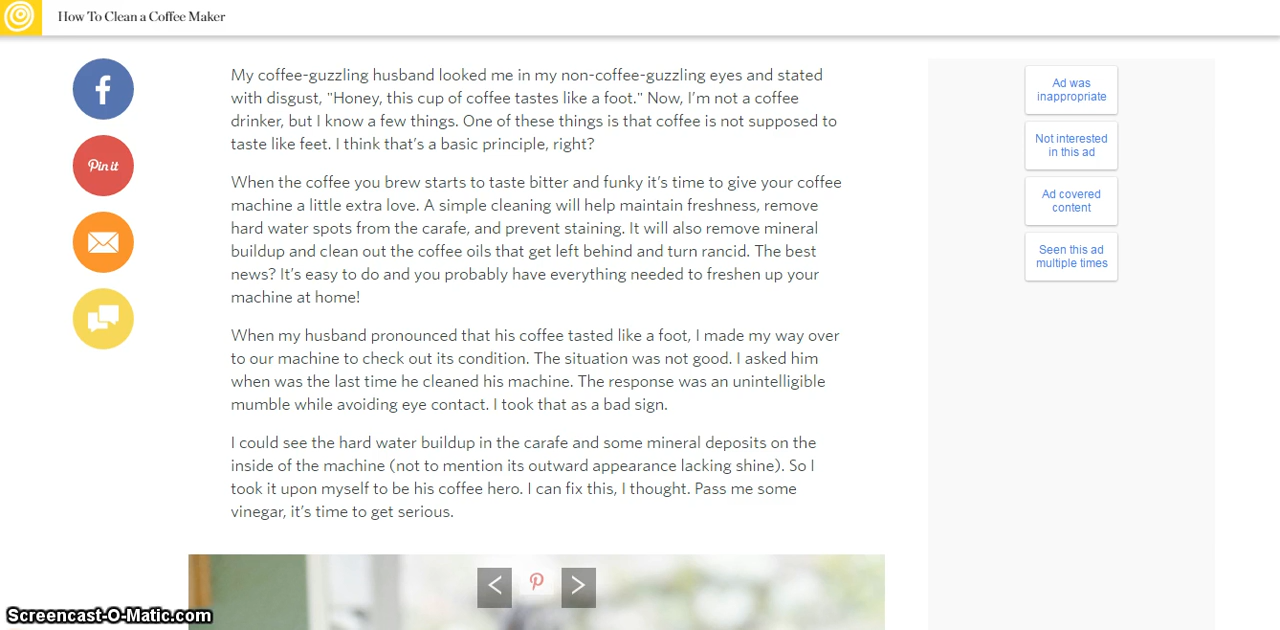 How To Clean a Coffee Maker
My coffee-guzzling husband looked me in my non-coffee-guzzling eyes and stated
with disgust, "Honey, this cup of coffee tastes like a foot." Now, I’m not a coffee
drinker, but I know a few things. One of these things is that coffee is not supposed to
taste like feet. I think that’s a basic principle, right?
When the coffee you brew starts to taste bitter and funky it’s time to give your coffee
machine a little extra love. A simple cleaning will help maintain freshness, remove
hard water spots from the carafe, and prevent staining. It will also remove mineral
buildup and clean out the coffee oils that get left behind and turn rancid. The best
news? It’s easy to do and you probably have everything needed to freshen up your
machine at home!
When my husband pronounced that his coffee tasted like a foot, I made my way over
to our machine to check out its condition. The situation was not good. I asked him
when was the last time he cleaned his machine. The response was an unintelligible
mumble while avoiding eye contact. I took that as a bad sign.
I could see the hard water buildup in the carafe and some mineral deposits on the
inside of the machine (not to mention its outward appearance lacking shine). So I
took it upon myself to be his coffee hero. I can fix this, I thought. Pass me some
vinegar, it’s time to get serious.
f
Pin it
Ad was
inappropriate
Not interested
in this ad
Ad covered
content
Seen this ad
multiple times
Screencast-O-Matic.com